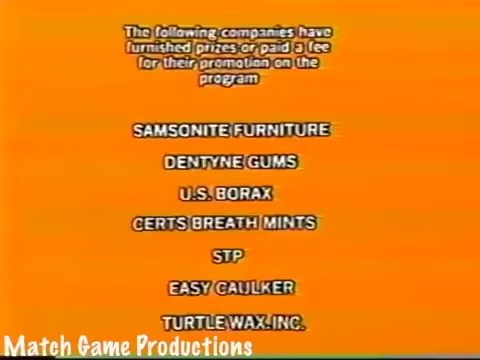 The following companies have
furnished prizes or paid a fee
for their promotion on the
program
SAMSONITE FURNITURE
DENTYNE GUMS
U.S. BORAX
CERTS BREATH MINTS
STP
EASY CAULKER
TURTLE WAX, INC.
Match Game Productions